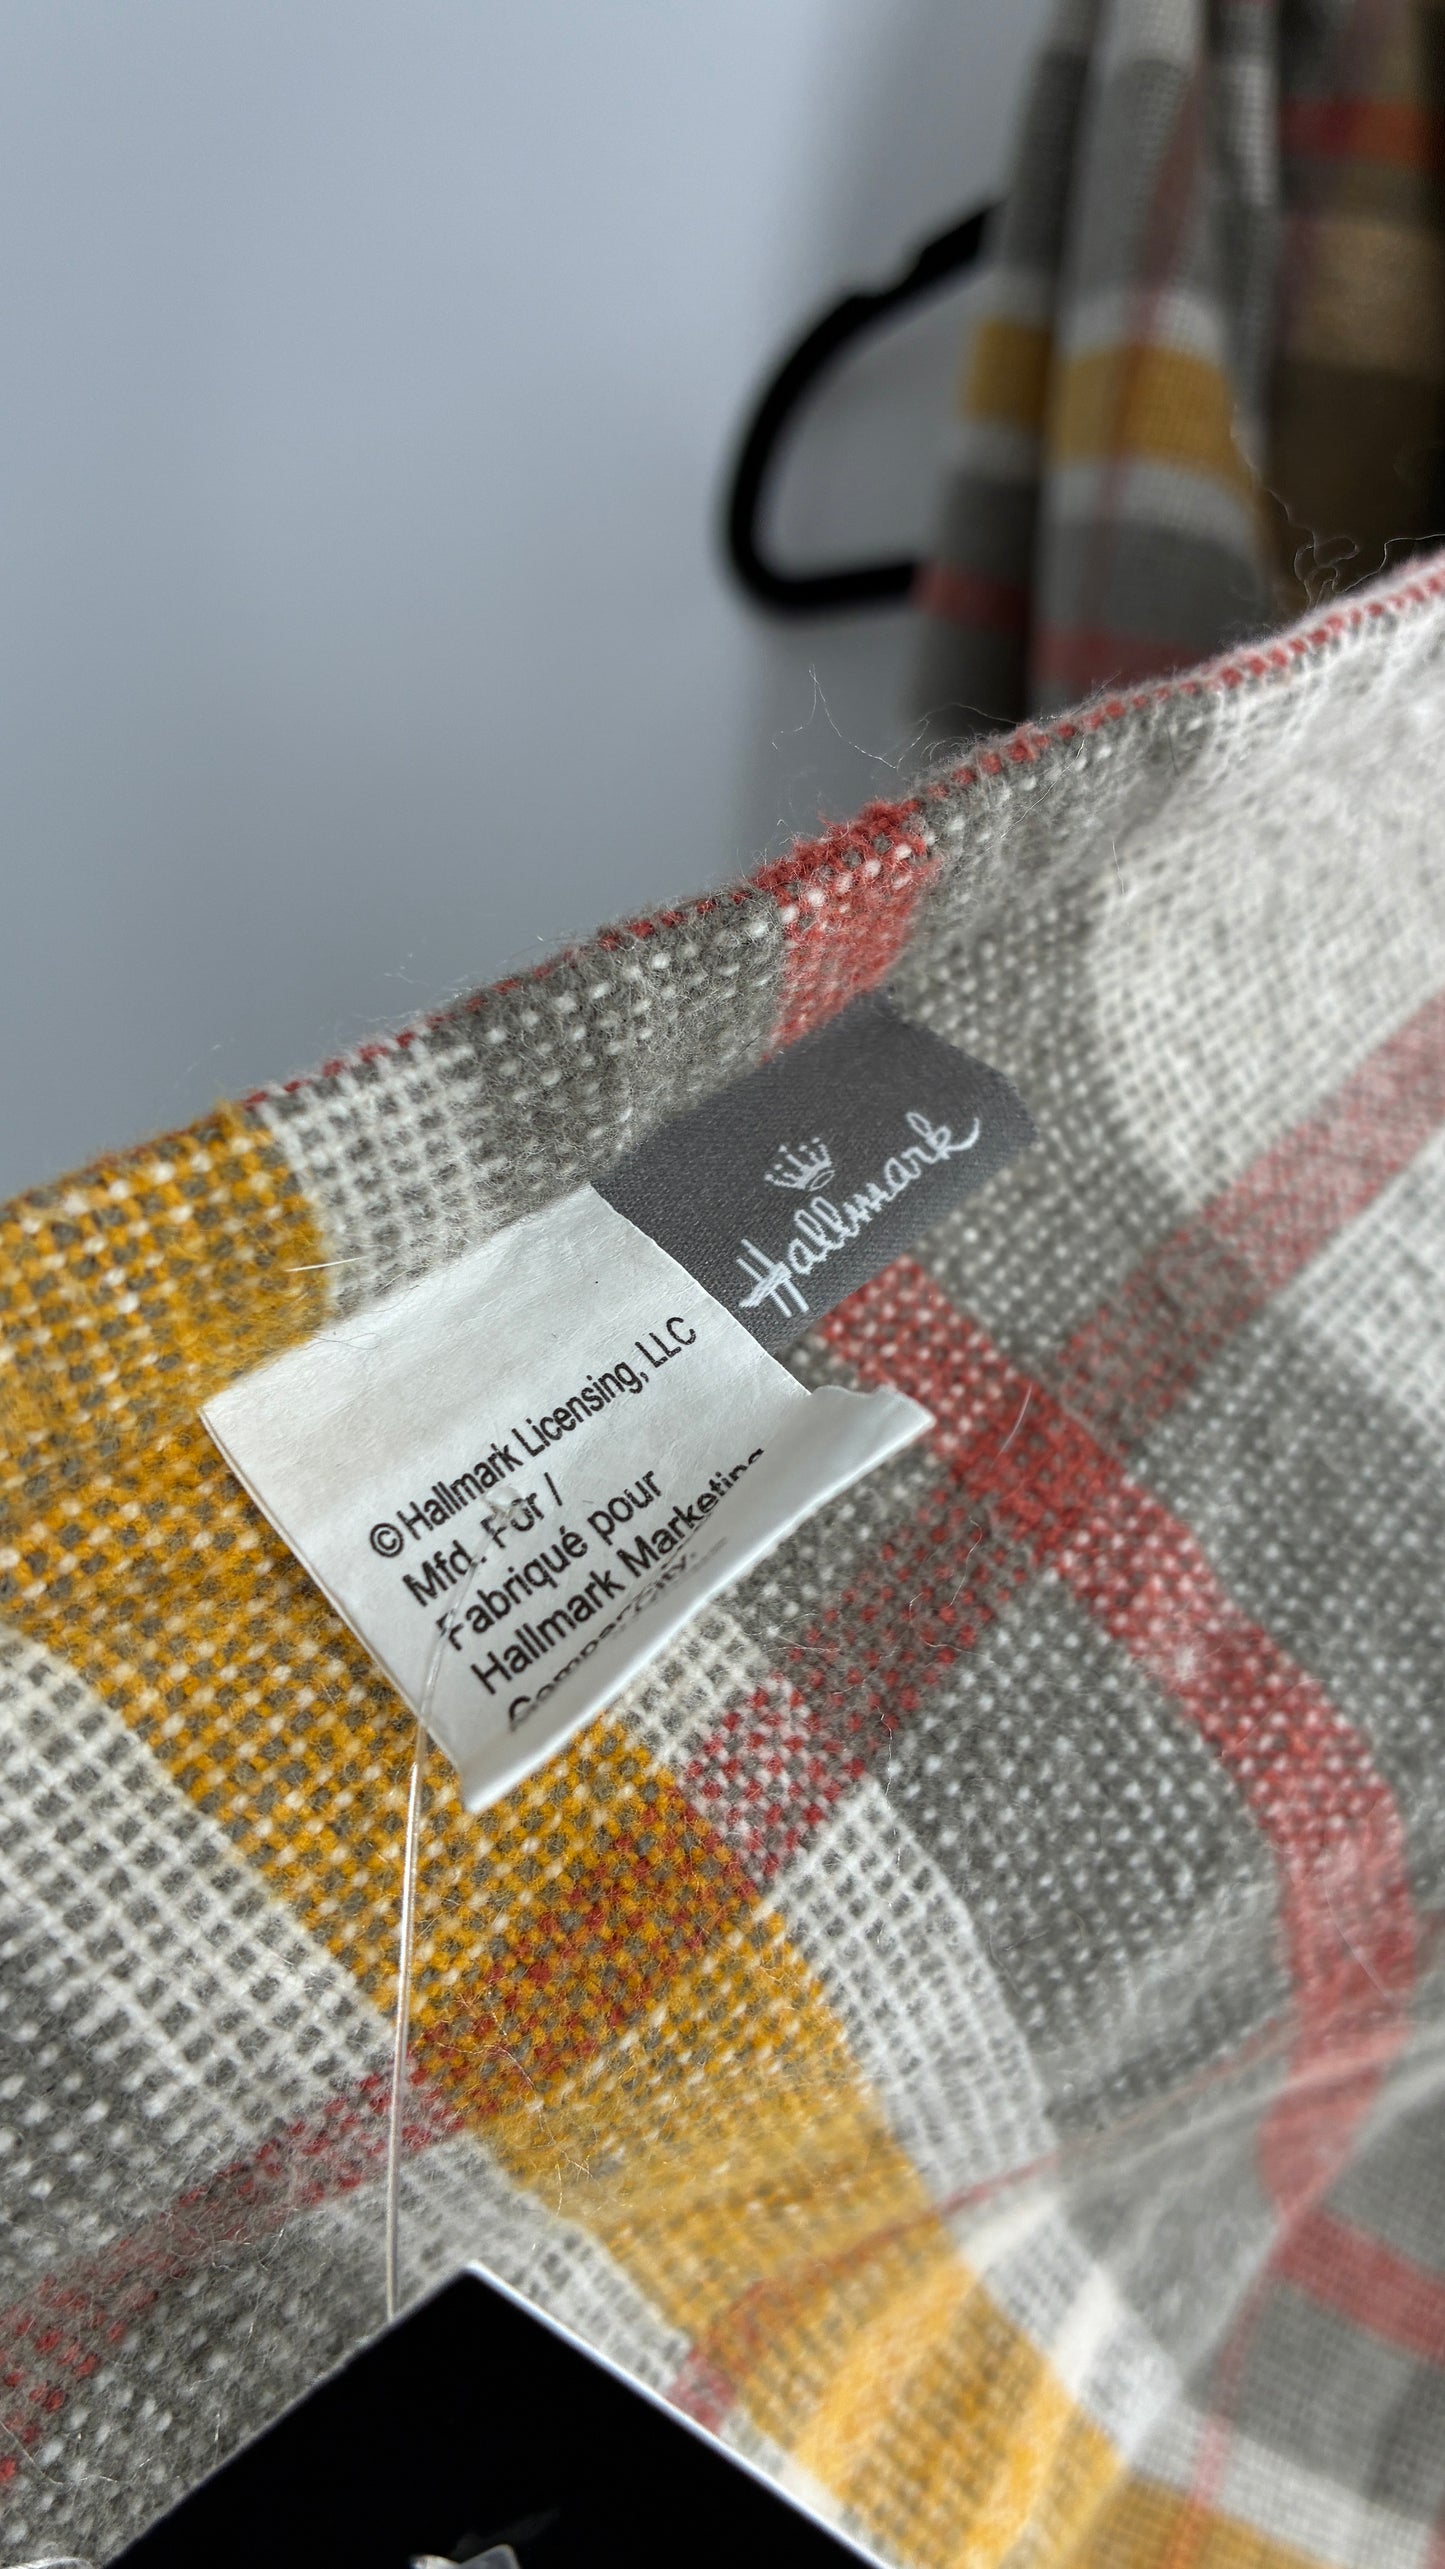 Hallmark
© Hallmark Licensing, LLC
Mfd. For /
Fabriqué pour
Hallmark Marketing